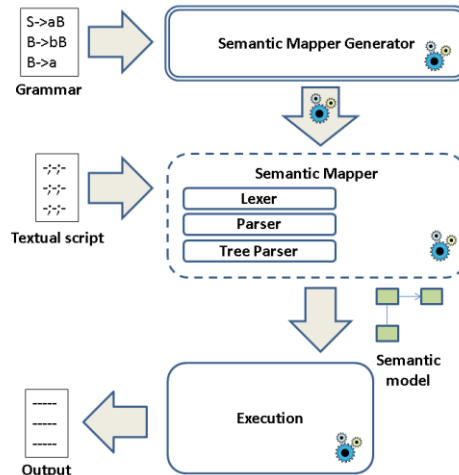 S->aB
B->bB
B->a
Grammar
Semantic Mapper Generator
-;-;-
-;-;-
-;-;-
Textual script
Semantic Mapper
Lexer
Parser
Tree Parser
Semantic
model
Execution
-----
-----
-----
Output